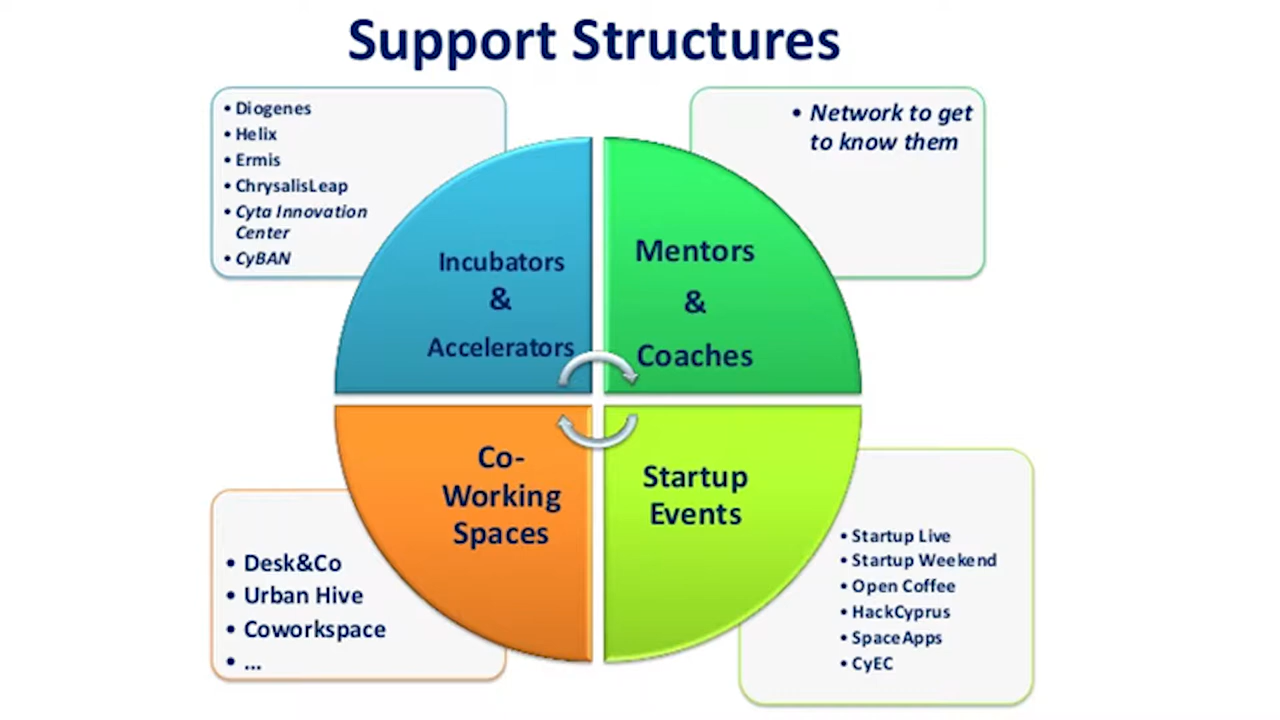 Support Structures
• Diogenes
• Helix
• Ermis
• ChrysalisLeap
• Cyta Innovation
Center
• CyBAN
• Network to get
to know them
Incubators
&
Accelerators
Mentors
&
Coaches
Co-
Working
Spaces
Startup
Events
• Desk&Co
• Urban Hive
• Coworkspace
• ...
• Startup Live
• Startup Weekend
• Open Coffee
• HackCyprus
• SpaceApps
• CyEC